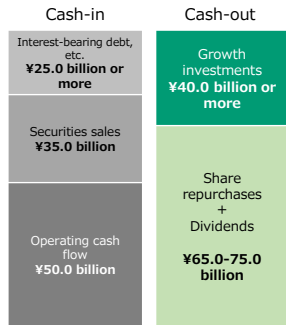 Cash-in
Cash-out
Interest-bearing debt,
etc.
¥25.0 billion or
more
Securities sales
¥35.0 billion
Operating cash
flow
¥50.0 billion
Growth
investments
¥40.0 billion or
more
Share
repurchases
+
Dividends
¥65.0-75.0
billion